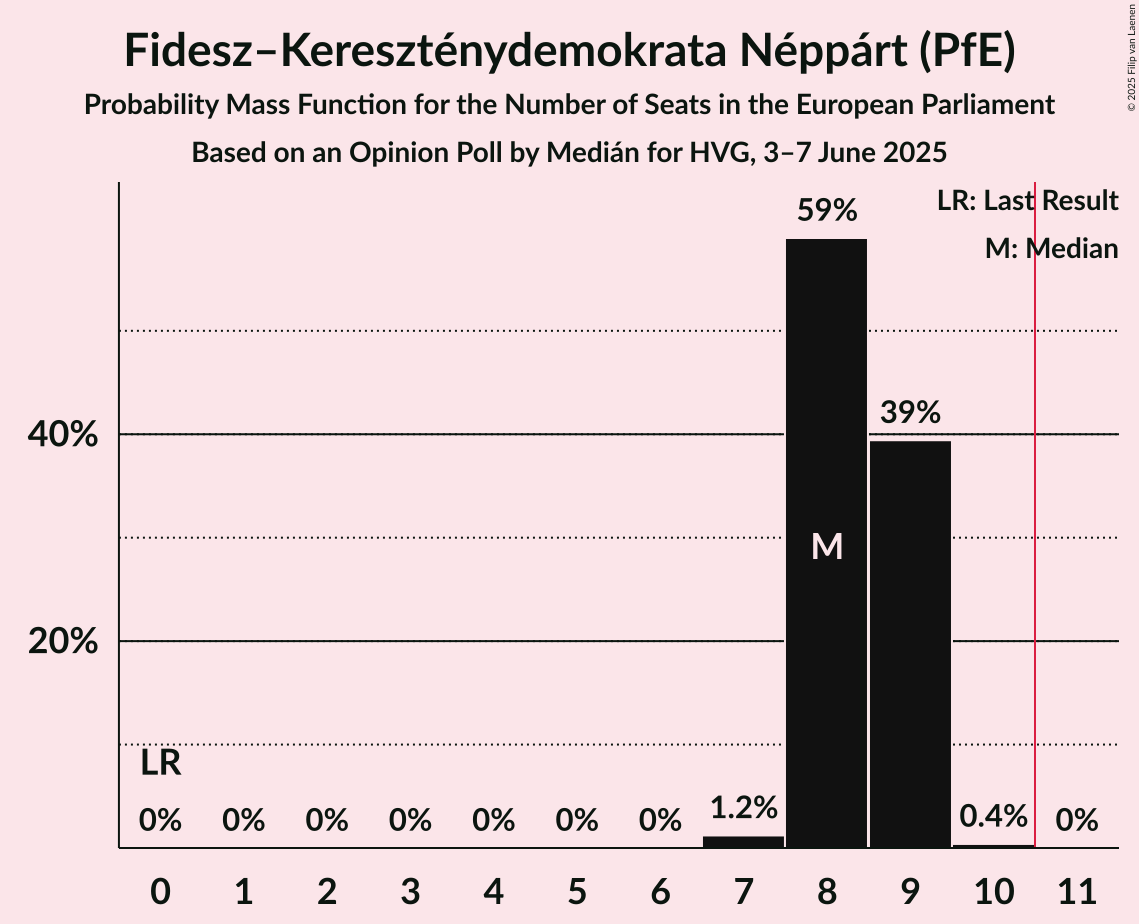 Fidesz–Kereszténydemokrata Néppárt (PfE)
Probability Mass Function for the Number of Seats in the European Parliament
Based on an Opinion Poll by Medián for HVG, 3–7 June 2025
© 2025 Filip van Laenen
LR: Last Result
M: Median
59%
39%
40%
M
20%
LR
0% 0% 0% 0% 0% 0% 0% 1.2% 0.4% 0%
0 1 2 3 4 5 6 7 8 9 10 11